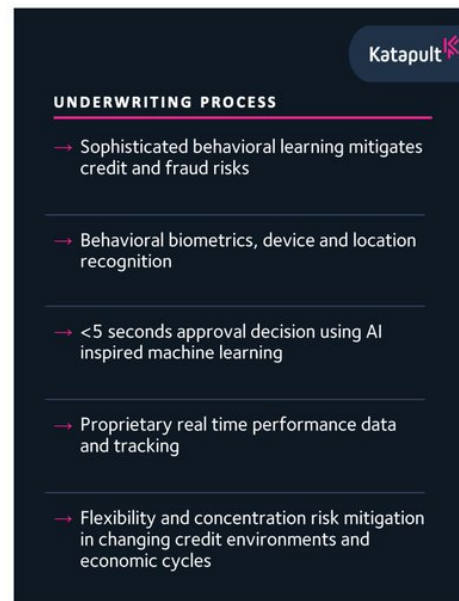 Katapult
UNDERWRITING PROCESS
→ Sophisticated behavioral learning mitigates
credit and fraud risks
→ Behavioral biometrics, device and location
recognition
→ <5 seconds approval decision using AI
inspired machine learning
→ Proprietary real time performance data
and tracking
→ Flexibility and concentration risk mitigation
in changing credit environments and
economic cycles